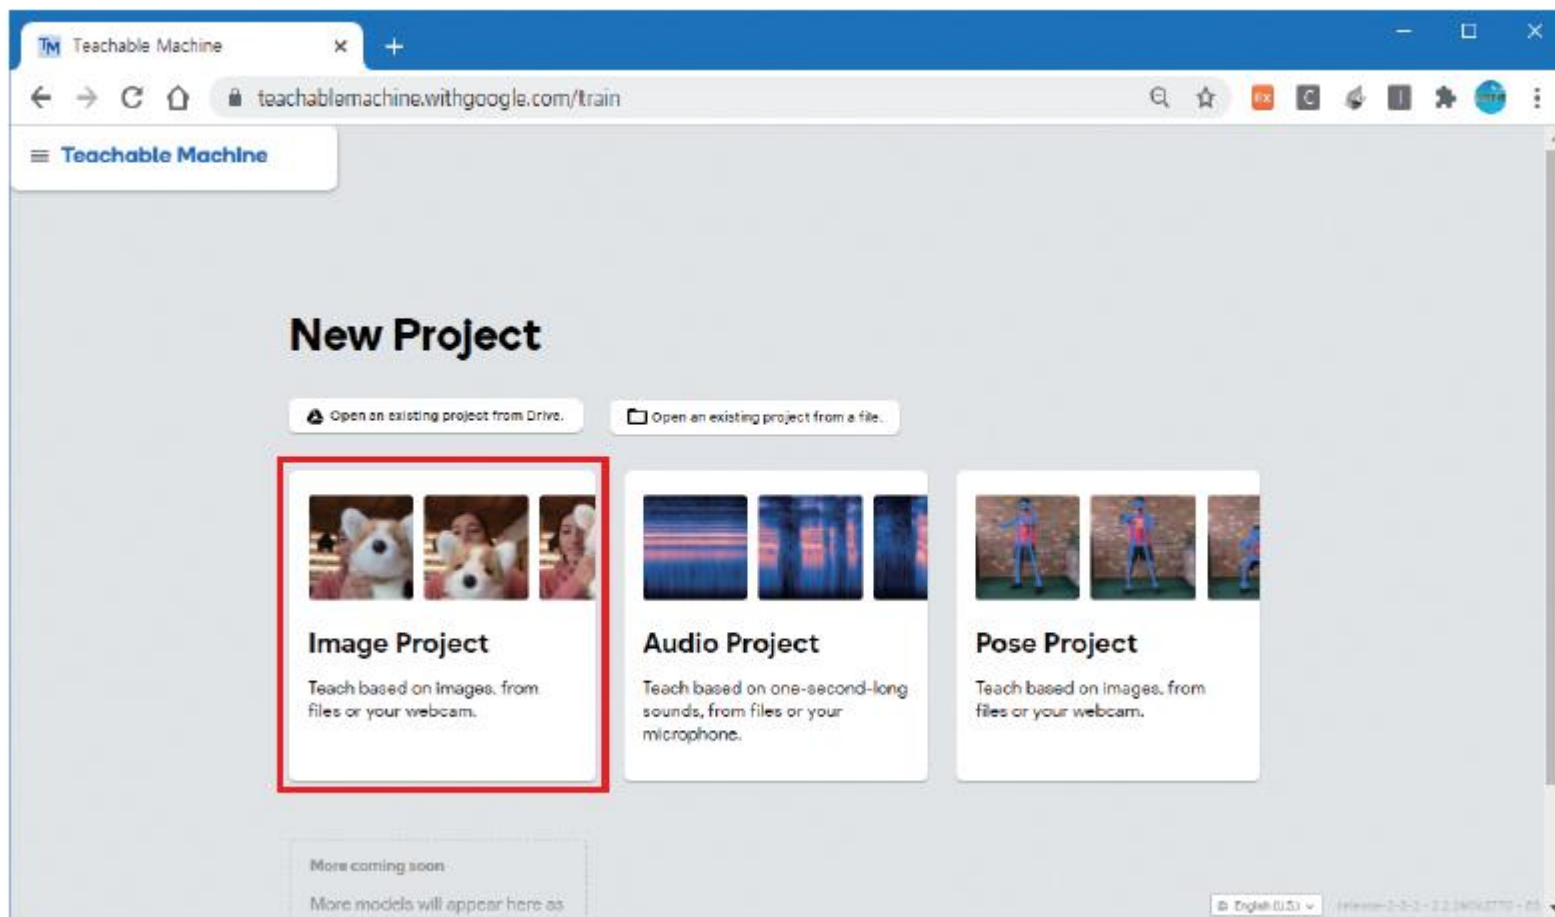 Teachable Machine
teachablemachine.withgoogle.com/train
Teachable Machine
New Project
Open an existing project from Drive.
Open an existing project from a file.
Image Project
Teach based on images, from
files or your webcam.
Audio Project
Teach based on one-second-long
sounds, from files or your
microphone.
Pose Project
Teach based on images, from
files or your webcam.
More coming soon
More models will appear here as
English (U.S.)